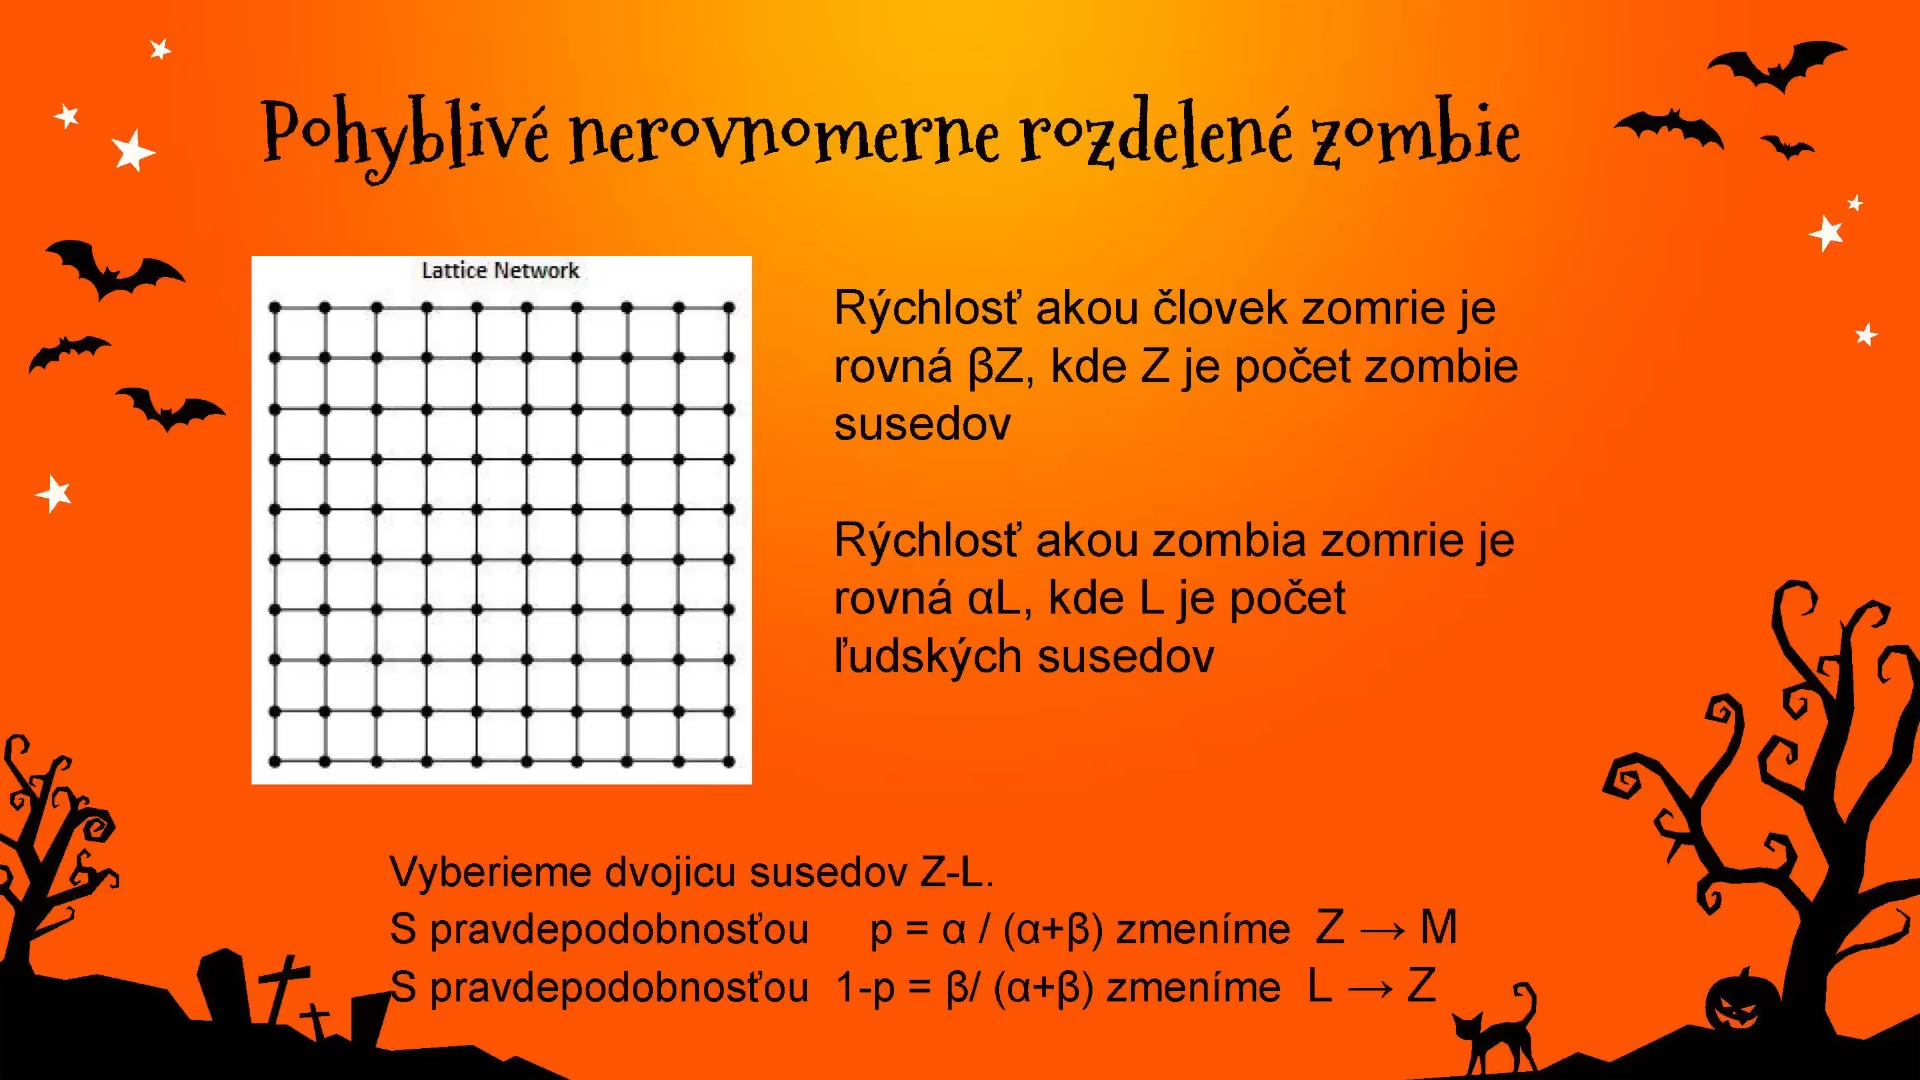 Pohyblivé nerovnomerne rozdelené zombie
Lattice Network
Rýchlosť akou človek zomrie je
rovná βZ, kde Z je počet zombie
susedov
Rýchlosť akou zombia zomrie je
rovná αL, kde L je počet
ľudských susedov
Vyberieme dvojicu susedov Z-L.
S pravdepodobnosťou p = α / (α+β) zmeníme Z → M
S pravdepodobnosťou 1-p = β/ (α+β) zmeníme L → Z